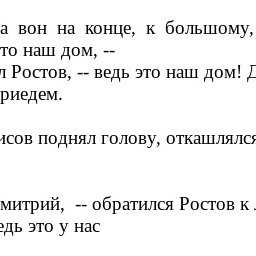 а вон на конце, к большому,
то наш дом, --
л Ростов, -- ведь это наш дом! Д
риедем.
исов поднял голову, откашлялся
митрий, -- обратился Ростов к л
едь это у нас